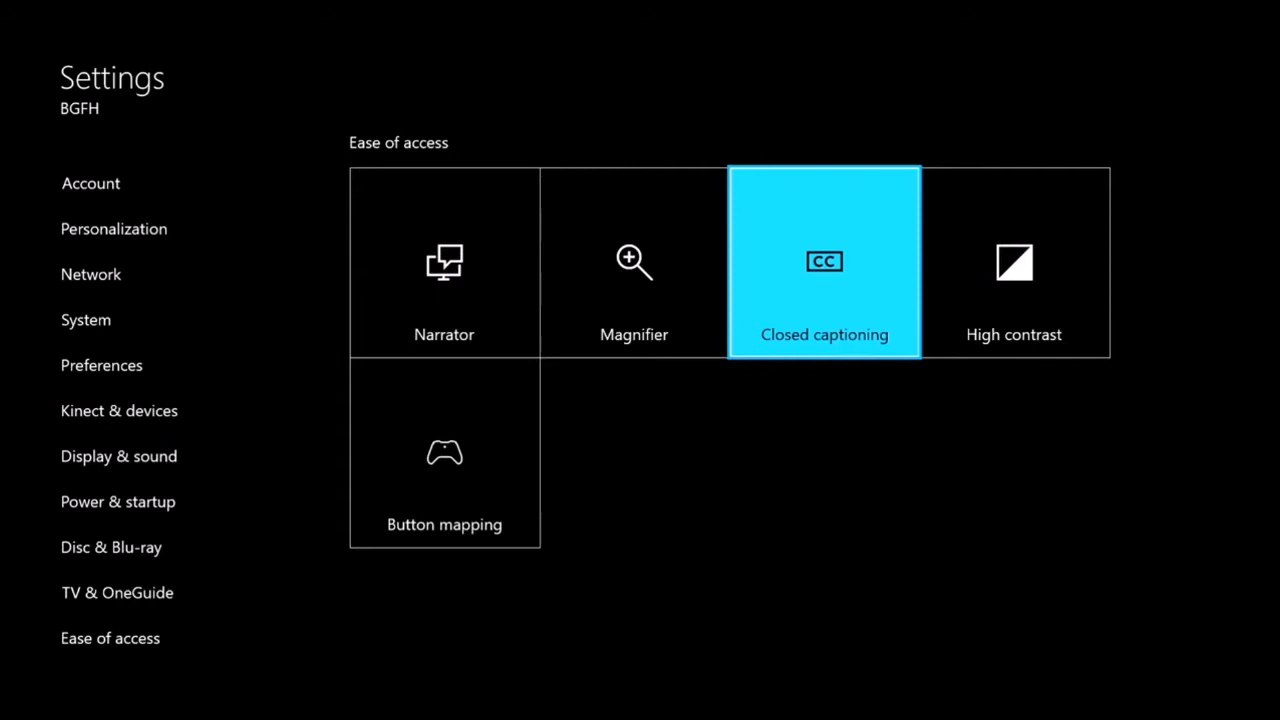 Settings
BGFH
Account
Personalization
Network
System
Preferences
Kinect & devices
Display & sound
Power & startup
Disc & Blu-ray
TV & OneGuide
Ease of access
Ease of access
Narrator
Magnifier
CC
Closed captioning
High contrast
Button mapping